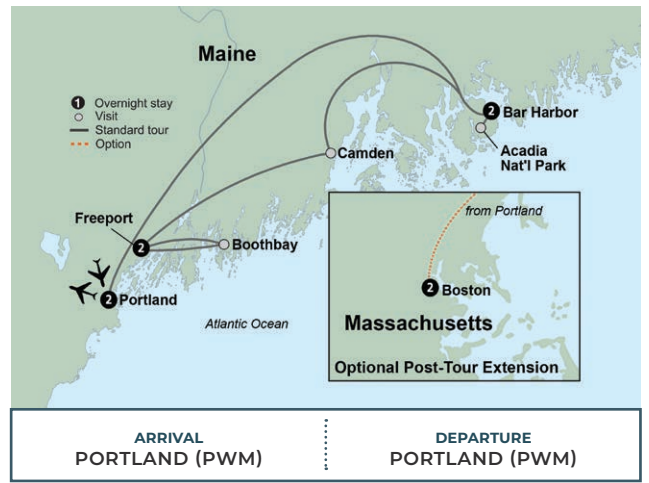 Maine
1 Overnight stay
Visit
Standard tour
Option
2 Bar Harbor
Acadia
Nat'l Park
Camden
Freeport
2
Boothbay
2 Portland
Atlantic Ocean
from Portland
2 Boston
Massachusetts
Optional Post-Tour Extension
ARRIVAL
PORTLAND (PWM)
DEPARTURE
PORTLAND (PWM)